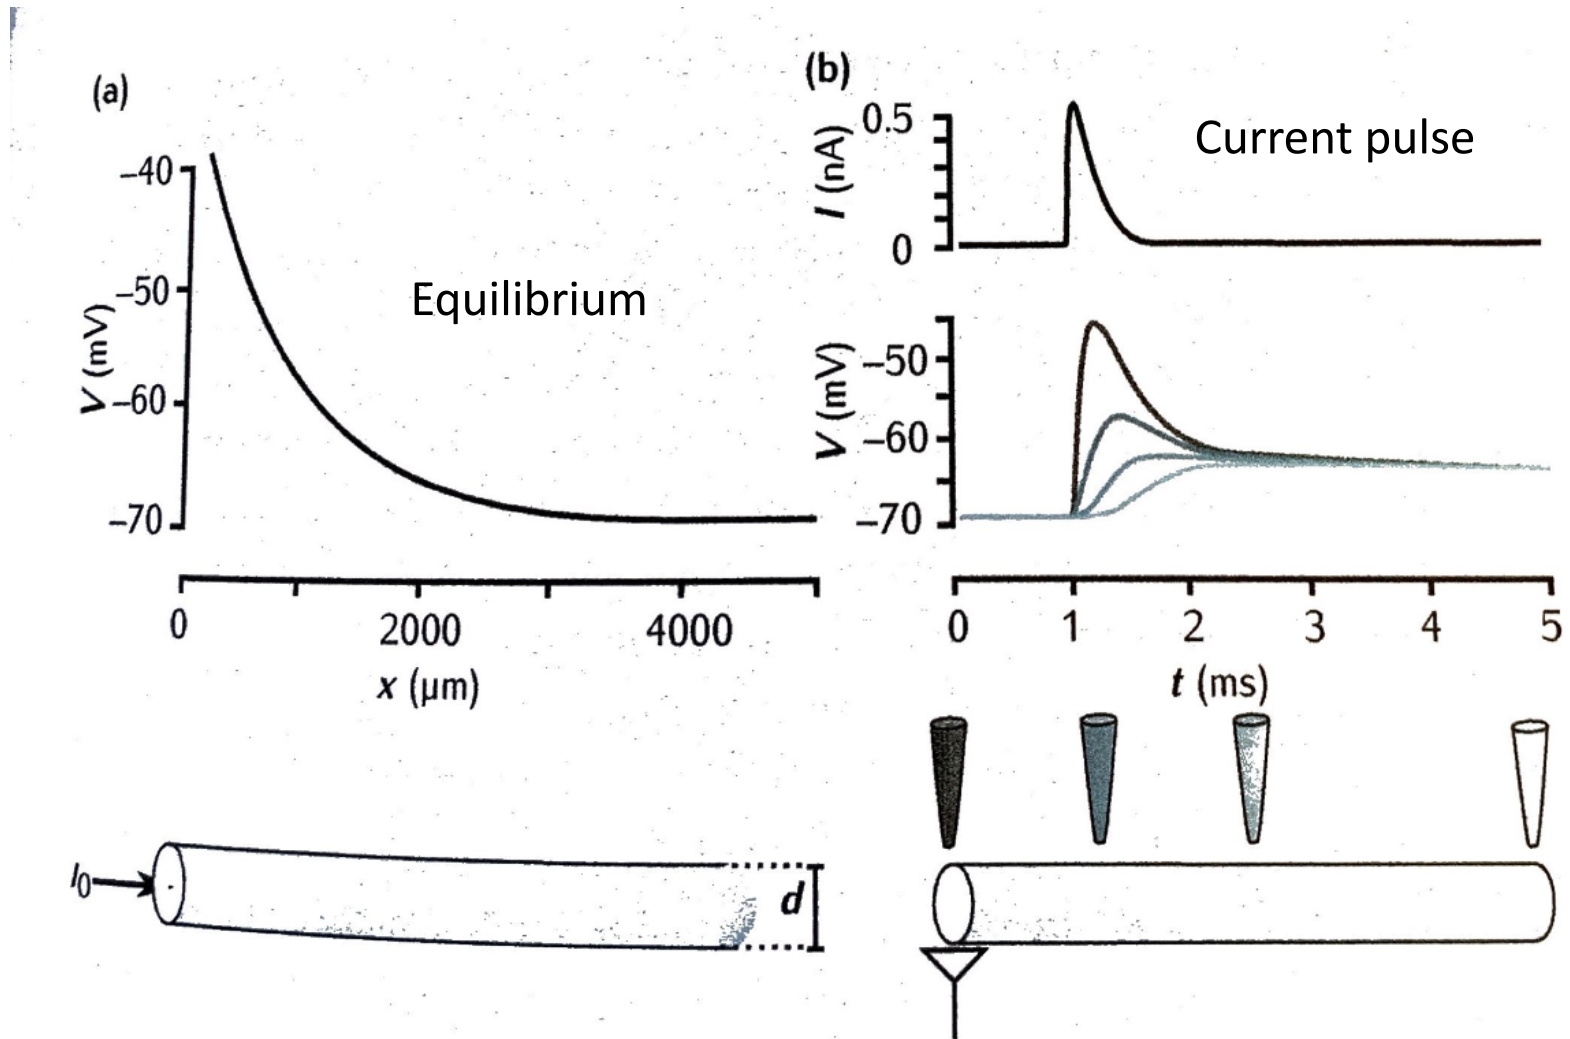 (a)
−40
−50
−60
−70
V (mV)
Equilibrium
0
2000
4000
x (µm)
I0
d
(b)
0.5
0
I (nA)
Current pulse
−50
−60
−70
V (mV)
0
1
2
3
4
5
t (ms)